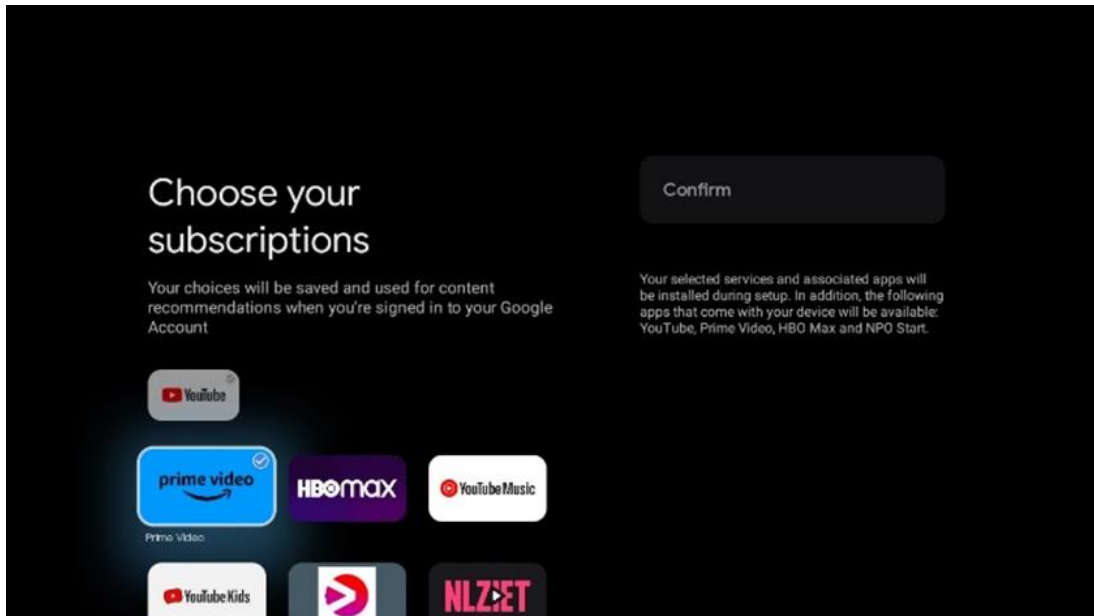 Choose your
subscriptions
Your choices will be saved and used for content
recommendations when you're signed in to your Google
Account
Confirm
Your selected services and associated apps will
be installed during setup. In addition, the following
apps that come with your device will be available:
YouTube, Prime Video, HBO Max and NPO Start.
YouTube
prime video
HBOmax
YouTube Music
Prime Video
YouTube Kids
NLZIET